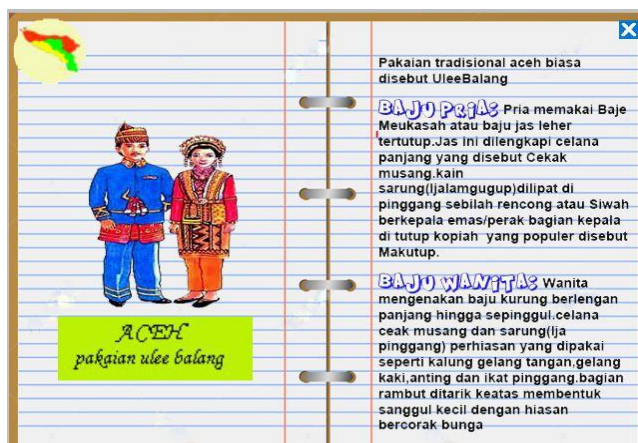 ACEH
pakaian ulee balang
Pakaian tradisional aceh biasa
disebut UleeBalang
BAJU PRIA: Pria memakai Baje
Meukasah atau baju jas leher
tertutup.Jas ini dilengkapi celana
panjang yang disebut Cekak
musang.kain
sarung(Ijalamgugup)dilipat di
pinggang sebilah rencong atau Siwah
berkepala emas/perak bagian kepala
di tutup kopiah yang populer disebut
Makutup.
BAJU WANITA: Wanita
mengenakan baju kurung berlengan
panjang hingga sepinggul.celana
ceak musang dan sarung(Ija
pinggang) perhiasan yang dipakai
seperti kalung gelang tangan,gelang
kaki,anting dan ikat pinggang.bagian
rambut ditarik keatas membentuk
sanggul kecil dengan hiasan
bercorak bunga